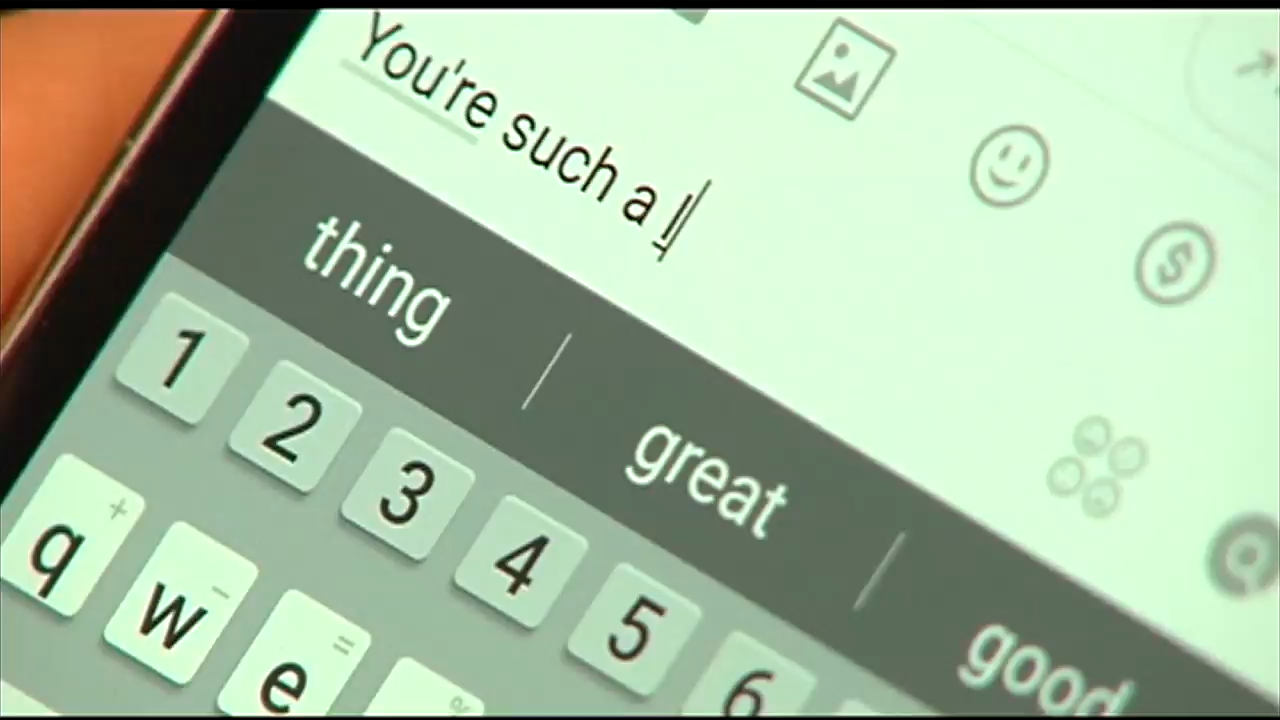 You're such a l
thing
great
good
1 2 3 4 5 6
q + w - e =
%
$